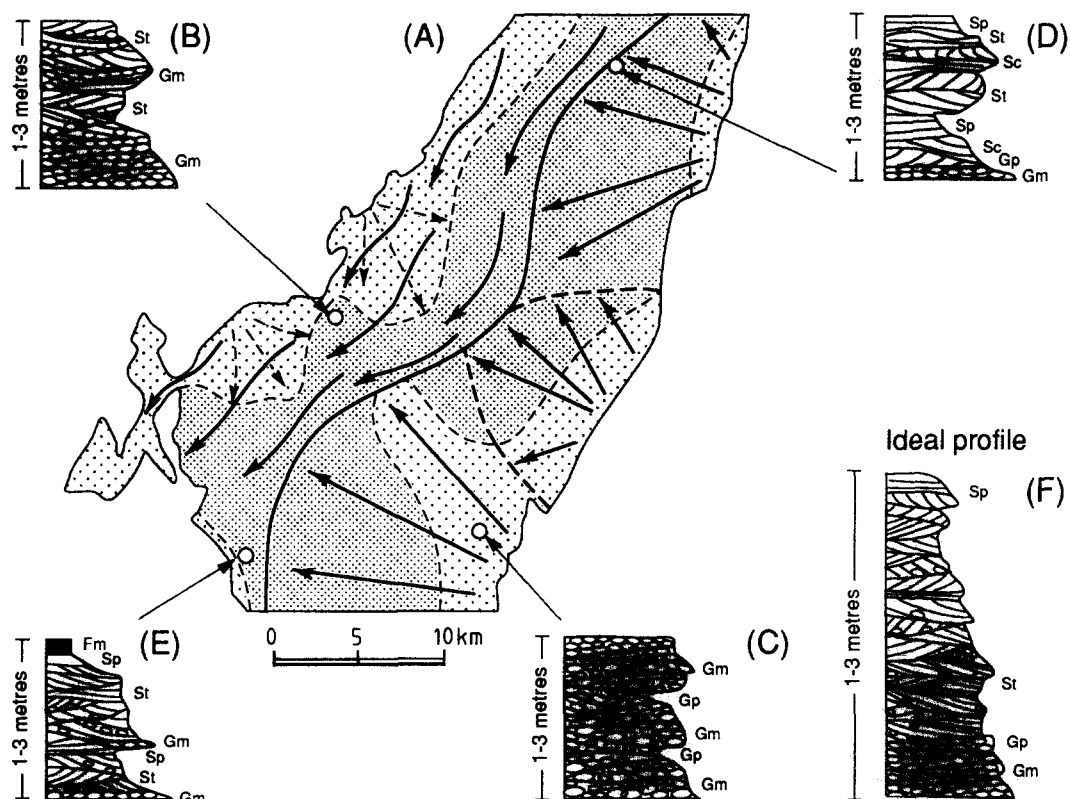 (B)
1-3 metres
St
Gm
St
Gm
(A)
(D)
1-3 metres
Sp
St
Sc
St
Sp
Sc
Gp
Gm
Ideal profile
(F)
1-3 metres
Sp
St
Gp
Gm
0 5 10 km
(E)
1-3 metres
Fm
Sp
St
Gm
Sp
St
Gm
(C)
1-3 metres
Gm
Gp
Gm
Gp
Gm